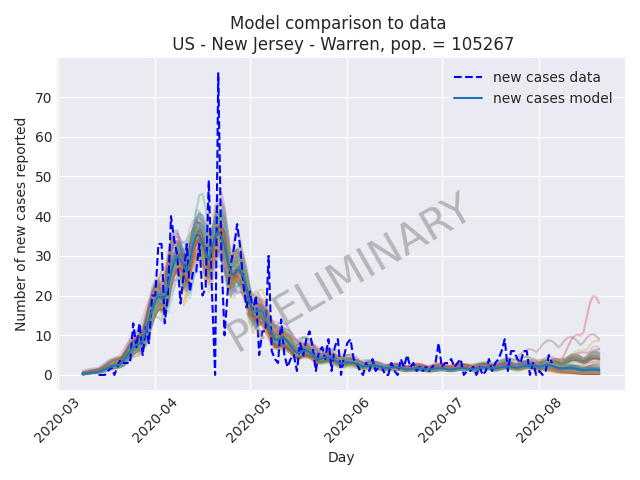 Model comparison to data
US - New Jersey - Warren, pop. = 105267
new cases data
new cases model
Number of new cases reported
70
60
50
40
30
20
10
0
PRELIMINARY
2020-03
2020-04
2020-05
2020-06
2020-07
2020-08
Day